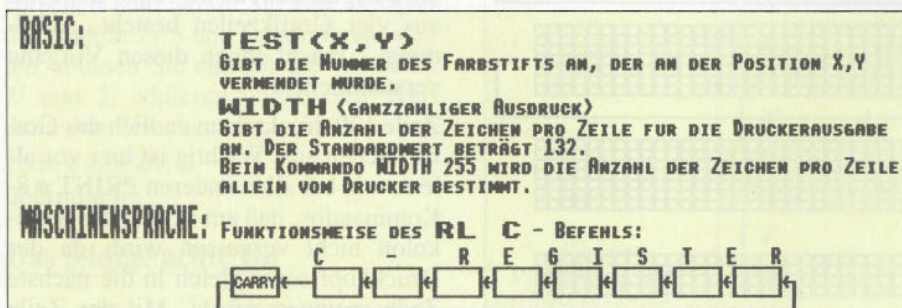 BASIC:
TEST(X,Y)
GIBT DIE NUMMER DES FARBSTIFTS AN, DER AN DER POSITION X,Y
VERWENDET WURDE.
WIDTH (GANZZAHLIGER AUSDRUCK)
GIBT DIE ANZAHL DER ZEICHEN PRO ZEILE FUR DIE DRUCKERAUSGABE
AN. DER STANDARDWERT BETRÄGT 132.
BEIM KOMMANDO WIDTH 255 WIRD DIE ANZAHL DER ZEICHEN PRO ZEILE
ALLEIN VOM DRUCKER BESTIMMT.
MASCHINENSPRACHE: FUNKTIONSWEISE DES RL C - BEFEHLS:
C - REGISTER
CARRY